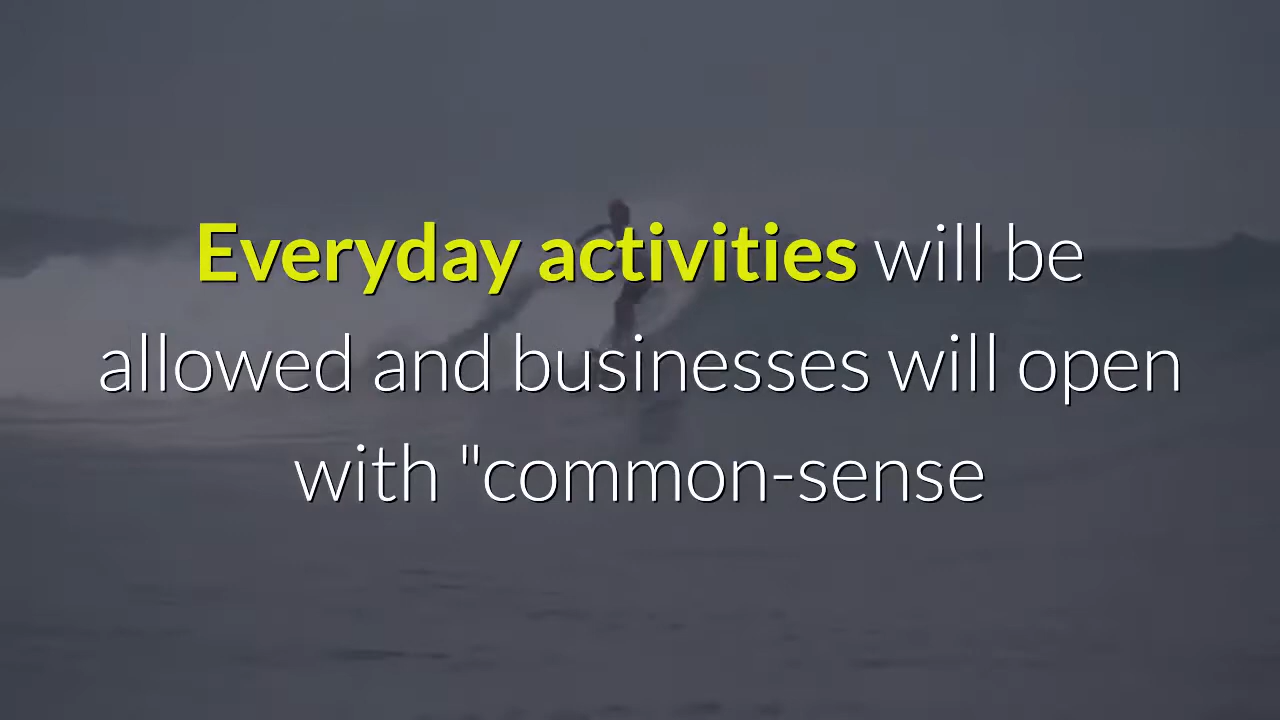 Everyday activities will be
allowed and businesses will open
with "common-sense